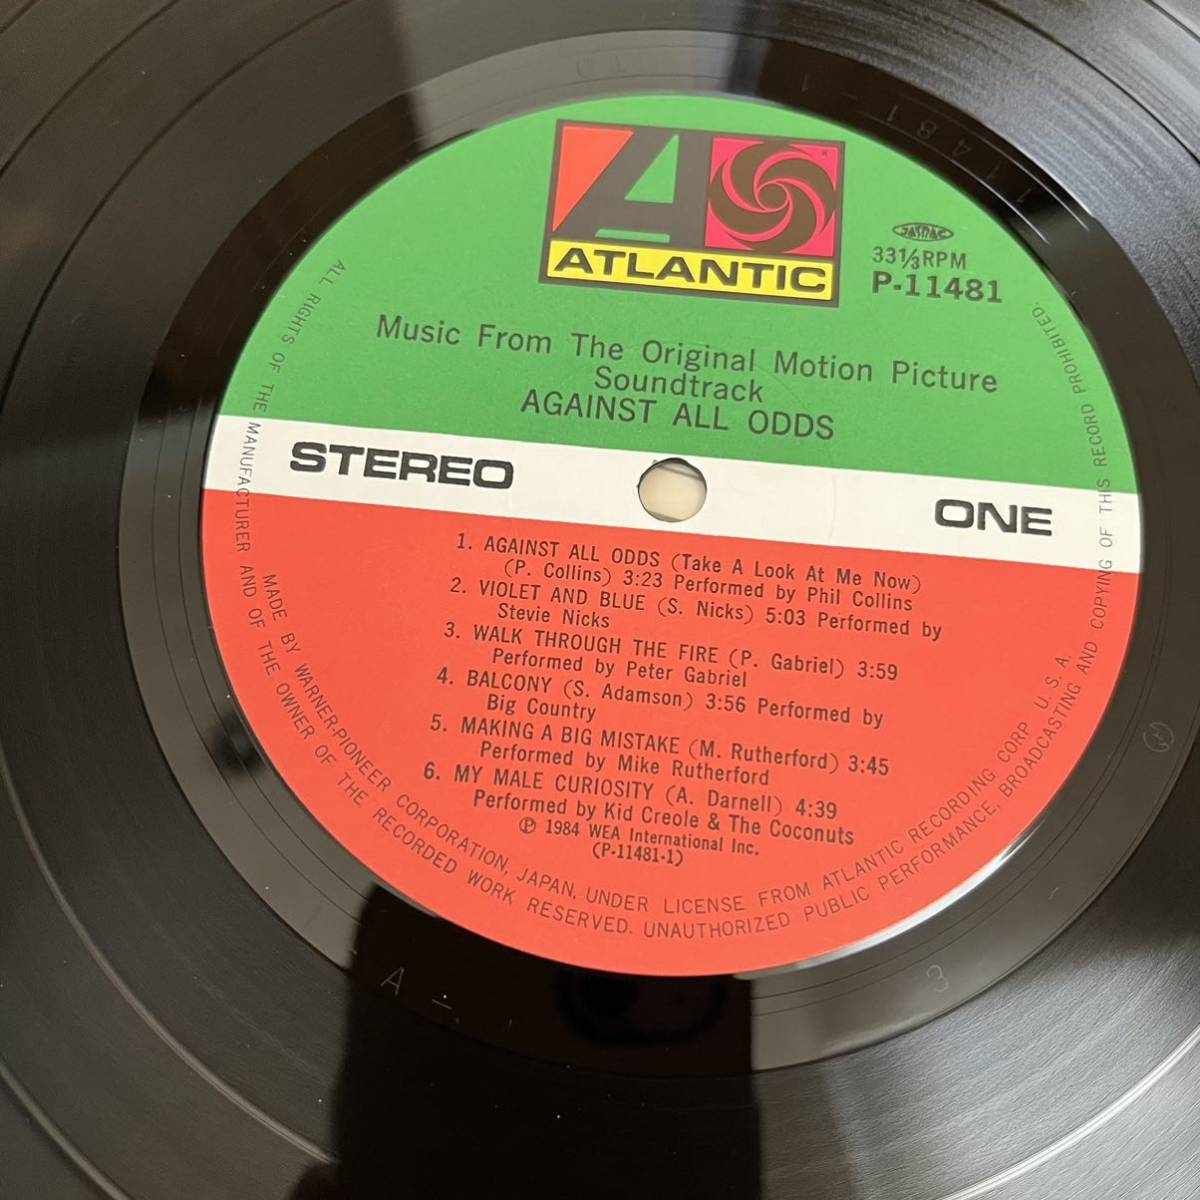 A
ATLANTIC
JASRAC
33⅓RPM
P-11481
Music From The Original Motion Picture
Soundtrack
AGAINST ALL ODDS
STEREO
ONE
1. AGAINST ALL ODDS (Take A Look At Me Now)
(P. Collins) 3:23 Performed by Phil Collins
2. VIOLET AND BLUE (S. Nicks) 5:03 Performed by
Stevie Nicks
3. WALK THROUGH THE FIRE (P. Gabriel) 3:59
Performed by Peter Gabriel
4. BALCONY (S. Adamson) 3:56 Performed by
Big Country
5. MAKING A BIG MISTAKE (M. Rutherford) 3:45
Performed by Mike Rutherford
6. MY MALE CURIOSITY (A. Darnell) 4:39
Performed by Kid Creole & The Coconuts
℗ 1984 WEA International Inc.
(P-11481-1)
MADE BY WARNER-PIONEER CORPORATION, JAPAN, UNDER LICENSE FROM ATLANTIC RECORDING CORP. U. S. A.
ALL RIGHTS OF THE MANUFACTURER AND OF THE OWNER OF THE RECORDED WORK RESERVED. UNAUTHORIZED PUBLIC PERFORMANCE, BROADCASTING AND COPYING OF THIS RECORD PROHIBITED.
11481-1
A - 3